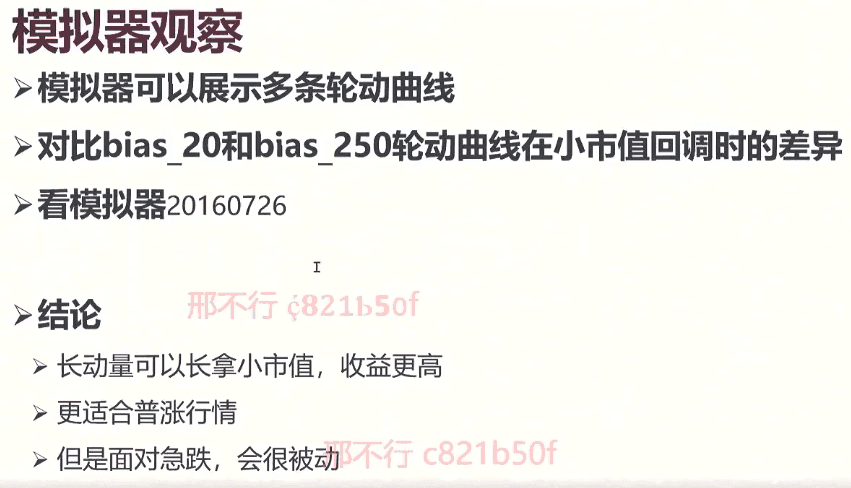 模拟器观察
➢模拟器可以展示多条轮动曲线
➢对比bias_20和bias_250轮动曲线在小市值回调时的差异
➢看模拟器20160726
邢不行 c821b50f
➢结论
➢ 长动量可以长拿小市值，收益更高
➢ 更适合普涨行情
➢ 但是面对急跌，会很被动
邢不行 c821b50f